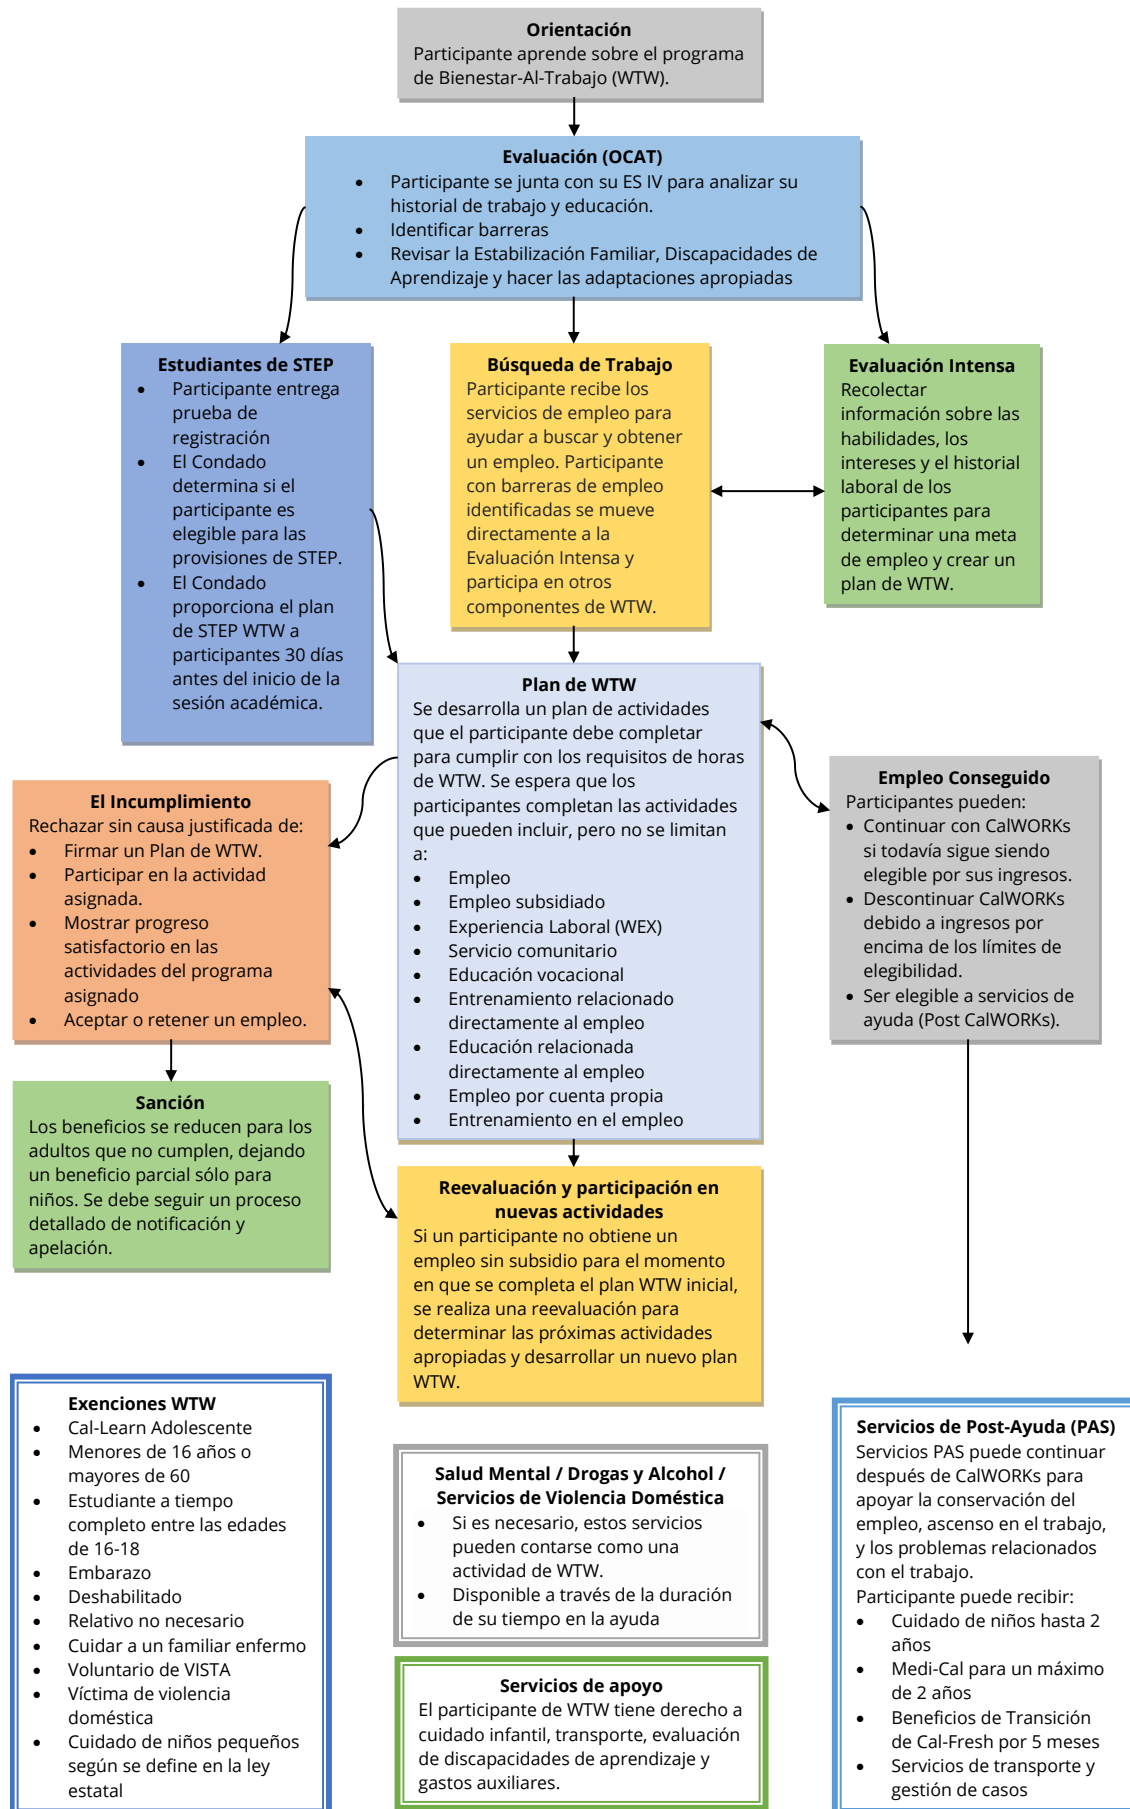 Orientación
Participante aprende sobre el programa
de Bienestar-Al-Trabajo (WTW).
Evaluación (OCAT)
• Participante se junta con su ES IV para analizar su
historial de trabajo y educación.
• Identificar barreras
• Revisar la Estabilización Familiar, Discapacidades de
Aprendizaje y hacer las adaptaciones apropiadas
Estudiantes de STEP
• Participante entrega
prueba de
registración
• El Condado
determina si el
participante es
elegible para las
provisiones de STEP.
• El Condado
proporciona el plan
de STEP WTW a
participantes 30 días
antes del inicio de la
sesión académica.
Búsqueda de Trabajo
Participante recibe los
servicios de empleo para
ayudar a buscar y obtener
un empleo. Participante
con barreras de empleo
identificadas se mueve
directamente a la
Evaluación Intensa y
participa en otros
componentes de WTW.
Evaluación Intensa
Recolectar
información sobre las
habilidades, los
intereses y el historial
laboral de los
participantes para
determinar una meta
de empleo y crear un
plan de WTW.
Plan de WTW
Se desarrolla un plan de actividades
que el participante debe completar
para cumplir con los requisitos de horas
de WTW. Se espera que los
participantes completan las actividades
que pueden incluir, pero no se limitan
a:
• Empleo
• Empleo subsidiado
• Experiencia Laboral (WEX)
• Servicio comunitario
• Educación vocacional
• Entrenamiento relacionado
directamente al empleo
• Educación relacionada
directamente al empleo
• Empleo por cuenta propia
• Entrenamiento en el empleo
El Incumplimiento
Rechazar sin causa justificada de:
• Firmar un Plan de WTW.
• Participar en la actividad
asignada.
• Mostrar progreso
satisfactorio en las
actividades del programa
asignado
• Aceptar o retener un empleo.
Empleo Conseguido
Participantes pueden:
• Continuar con CalWORKs
si todavía sigue siendo
elegible por sus ingresos.
• Descontinuar CalWORKs
debido a ingresos por
encima de los límites de
elegibilidad.
• Ser elegible a servicios de
ayuda (Post CalWORKs).
Sanción
Los beneficios se reducen para los
adultos que no cumplen, dejando
un beneficio parcial sólo para
niños. Se debe seguir un proceso
detallado de notificación y
apelación.
Reevaluación y participación en
nuevas actividades
Si un participante no obtiene un
empleo sin subsidio para el momento
en que se completa el plan WTW inicial,
se realiza una reevaluación para
determinar las próximas actividades
apropiadas y desarrollar un nuevo plan
WTW.
Exenciones WTW
• Cal-Learn Adolescente
• Menores de 16 años o
mayores de 60
• Estudiante a tiempo
completo entre las edades
de 16-18
• Embarazo
• Deshabilitado
• Relativo no necesario
• Cuidar a un familiar enfermo
• Voluntario de VISTA
• Víctima de violencia
doméstica
• Cuidado de niños pequeños
según se define en la ley
estatal
Salud Mental / Drogas y Alcohol /
Servicios de Violencia Doméstica
• Si es necesario, estos servicios
pueden contarse como una
actividad de WTW.
• Disponible a través de la duración
de su tiempo en la ayuda
Servicios de apoyo
El participante de WTW tiene derecho a
cuidado infantil, transporte, evaluación
de discapacidades de aprendizaje y
gastos auxiliares.
Servicios de Post-Ayuda (PAS)
Servicios PAS puede continuar
después de CalWORKs para
apoyar la conservación del
empleo, ascenso en el trabajo,
y los problemas relacionados
con el trabajo.
Participante puede recibir:
• Cuidado de niños hasta 2
años
• Medi-Cal para un máximo
de 2 años
• Beneficios de Transición
de Cal-Fresh por 5 meses
• Servicios de transporte y
gestión de casos